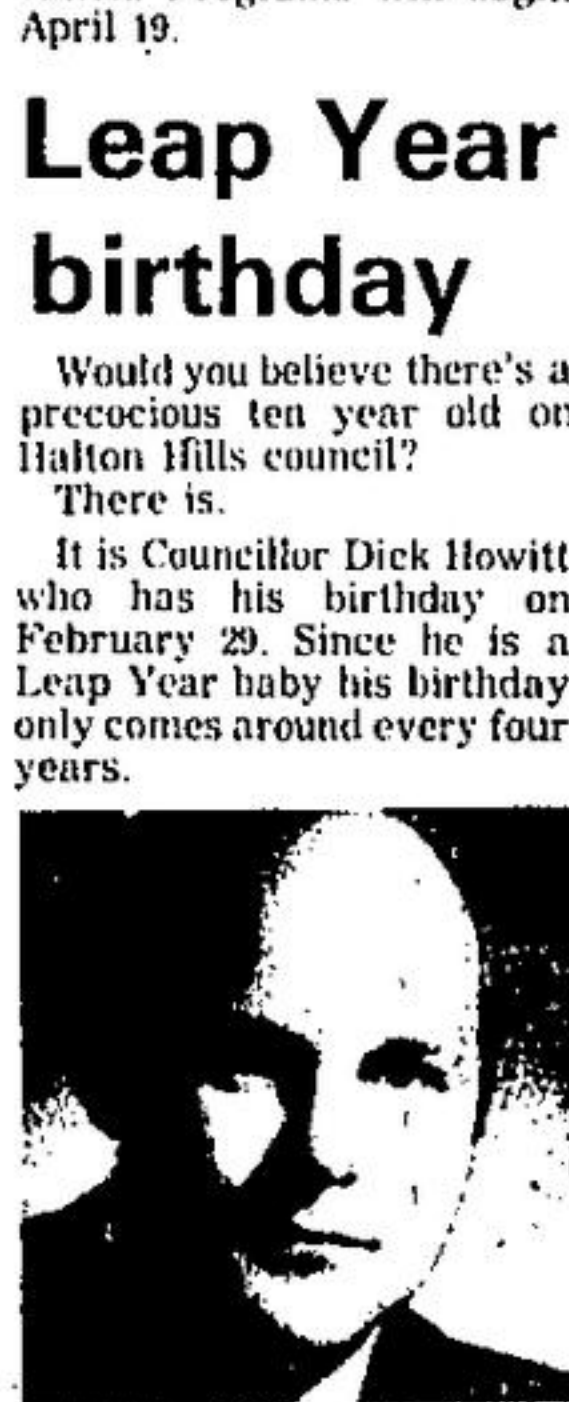 April 19.
Leap Year
birthday
Would you believe there's a
precocious ten year old on
Halton Hills council?
There is.
It is Councillor Dick Howitt
who has his birthday on
February 29. Since he is a
Leap Year baby his birthday
only comes around every four
years.